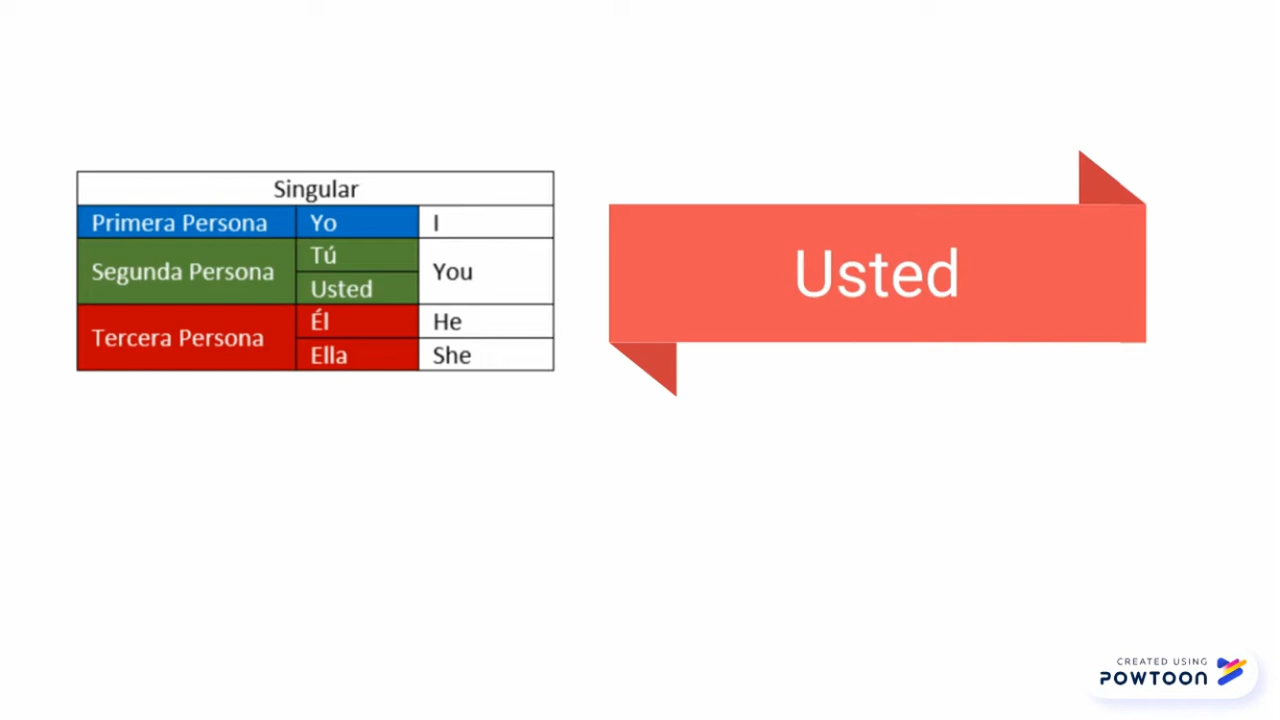 Singular
Primera Persona Yo I
Segunda Persona Tú You
Usted
Tercera Persona Él He
Ella She
Usted
CREATED USING
POWTOON